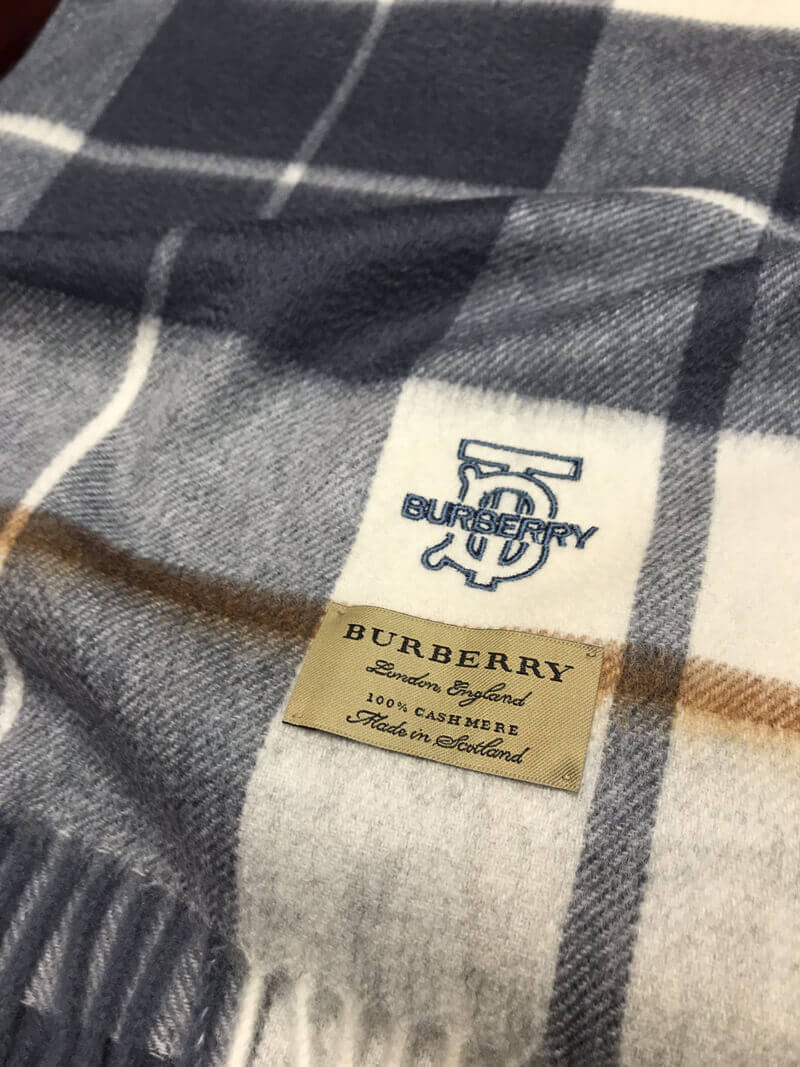 BURBERRY
BURBERRY
London, England
100% CASHMERE
Made in Scotland